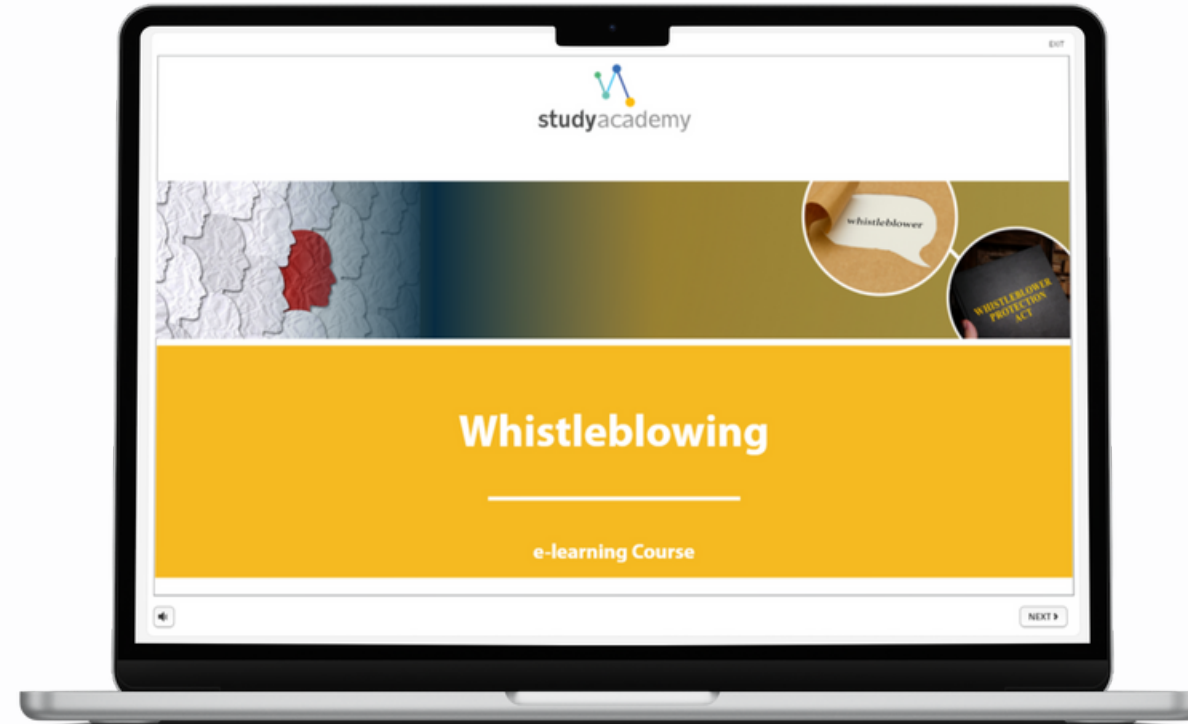 EXIT
studyacademy
whistleblower
WHISTLEBLOWER
PROTECTION
ACT
Whistleblowing
e-learning Course
NEXT